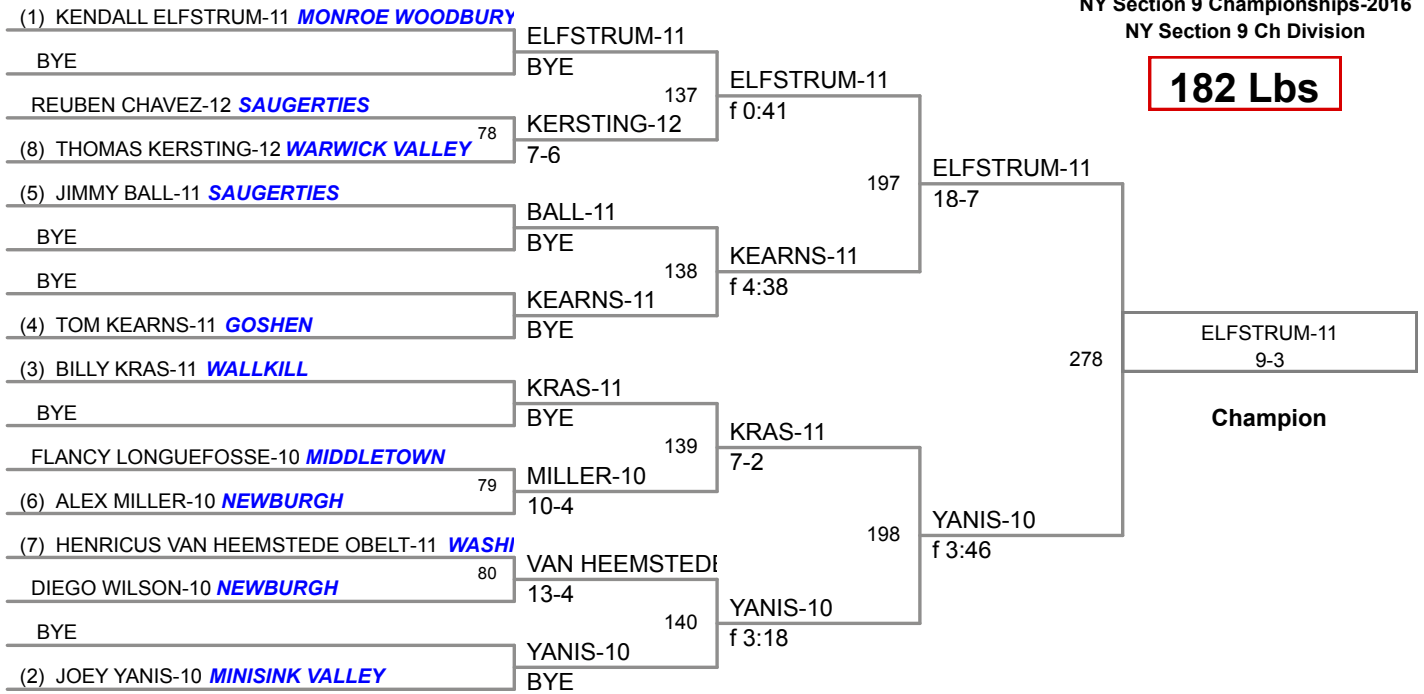 NY Section 9 Championships-2016
NY Section 9 Ch Division
182 Lbs
(1) KENDALL ELFSTRUM-11 MONROE WOODBURY
BYE
REUBEN CHAVEZ-12 SAUGERTIES
78
(8) THOMAS KERSTING-12 WARWICK VALLEY
(5) JIMMY BALL-11 SAUGERTIES
BYE
BYE
(4) TOM KEARNS-11 GOSHEN
(3) BILLY KRAS-11 WALLKILL
BYE
FLANCY LONGUEFOSSE-10 MIDDLETOWN
79
(6) ALEX MILLER-10 NEWBURGH
(7) HENRICUS VAN HEEMSTEDE OBELT-11 WASHI
80
DIEGO WILSON-10 NEWBURGH
BYE
(2) JOEY YANIS-10 MINISINK VALLEY
ELFSTRUM-11
BYE
137
KERSTING-12
7-6
BALL-11
BYE
138
KEARNS-11
BYE
KRAS-11
BYE
139
MILLER-10
10-4
VAN HEEMSTEDE
13-4
140
YANIS-10
BYE
ELFSTRUM-11
f 0:41
197
KEARNS-11
f 4:38
KRAS-11
7-2
198
YANIS-10
f 3:18
ELFSTRUM-11
18-7
278
YANIS-10
f 3:46
ELFSTRUM-11
9-3
Champion